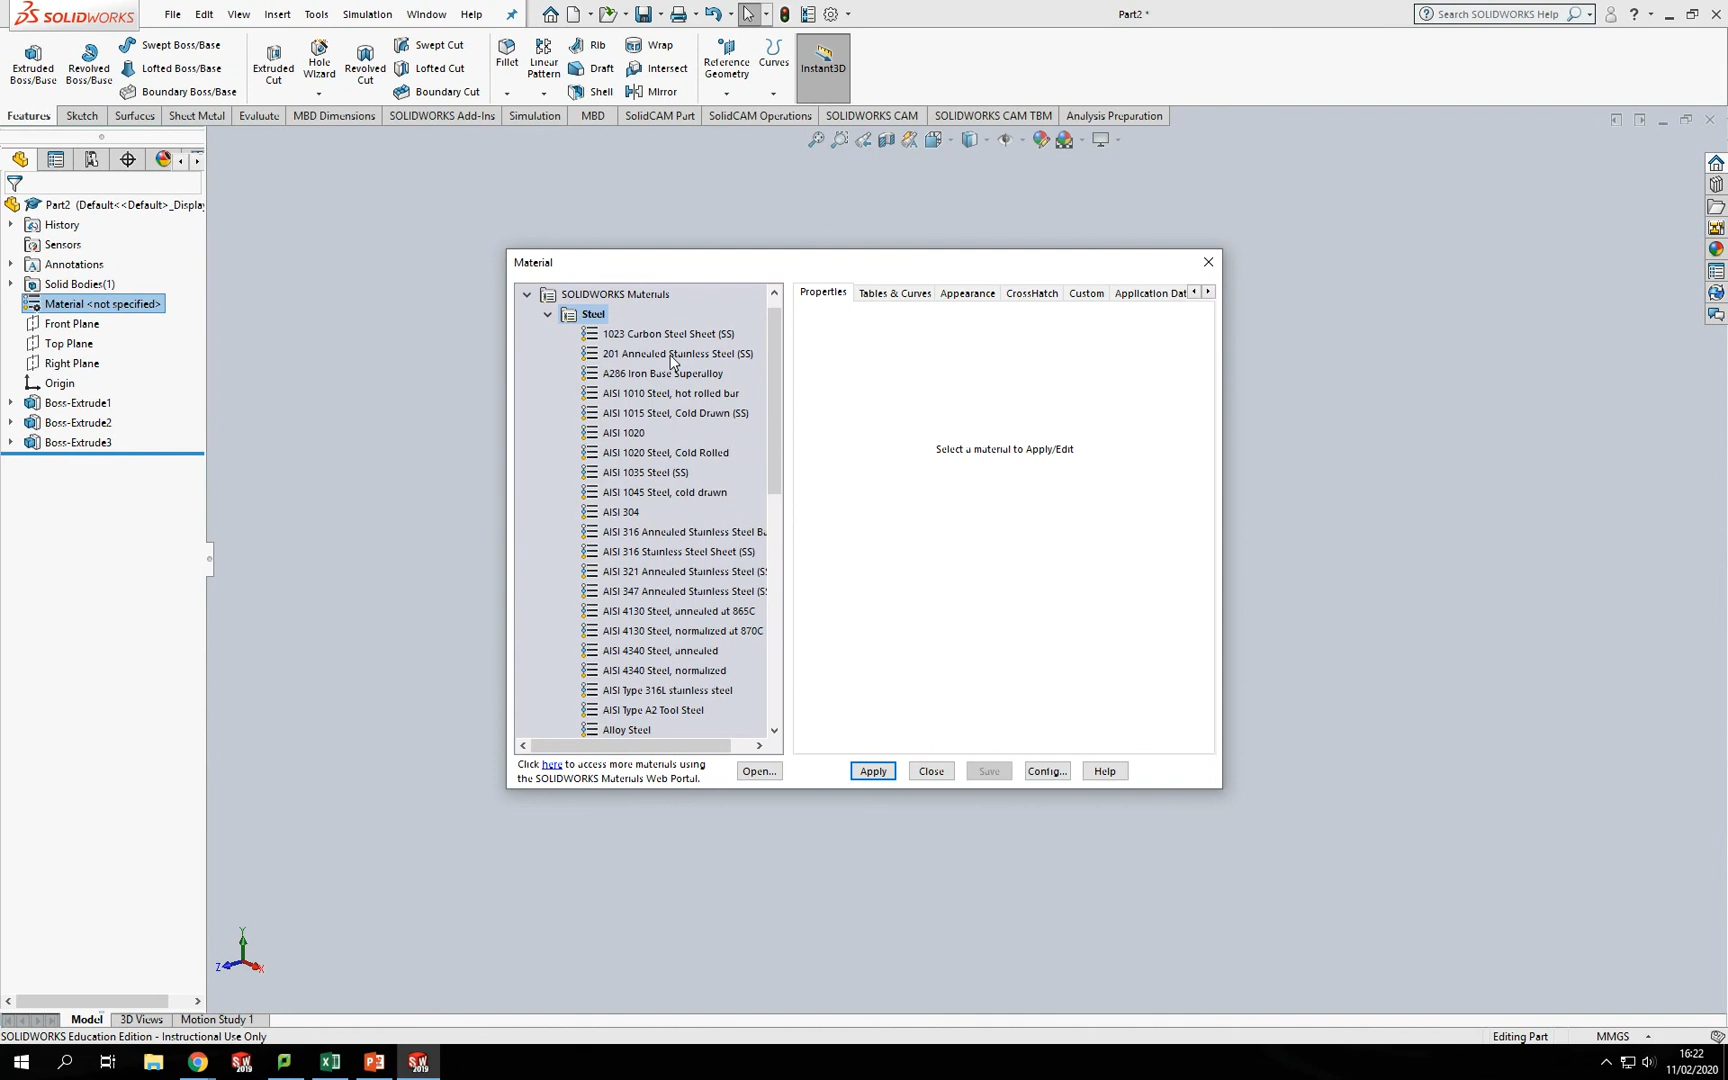 SOLIDWORKS File Edit View Insert Tools Simulation Window Help Part2 * Search SOLIDWORKS Help ?
Extruded Boss/Base
Revolved Boss/Base
Swept Boss/Base
Lofted Boss/Base
Boundary Boss/Base
Extruded Cut
Hole Wizard
Revolved Cut
Swept Cut
Lofted Cut
Boundary Cut
Fillet
Linear Pattern
Rib
Draft
Shell
Wrap
Intersect
Mirror
Reference Geometry
Curves
Instant3D
Features Sketch Surfaces Sheet Metal Evaluate MBD Dimensions SOLIDWORKS Add-Ins Simulation MBD SolidCAM Part SolidCAM Operations SOLIDWORKS CAM SOLIDWORKS CAM TBM Analysis Preparation
Part2 (Default<<Default>_Displa
History
Sensors
Annotations
Solid Bodies(1)
Material <not specified>
Front Plane
Top Plane
Right Plane
Origin
Boss-Extrude1
Boss-Extrude2
Boss-Extrude3
Material
SOLIDWORKS Materials
Steel
1023 Carbon Steel Sheet (SS)
201 Annealed Stainless Steel (SS)
A286 Iron Base Superalloy
AISI 1010 Steel, hot rolled bar
AISI 1015 Steel, Cold Drawn (SS)
AISI 1020
AISI 1020 Steel, Cold Rolled
AISI 1035 Steel (SS)
AISI 1045 Steel, cold drawn
AISI 304
AISI 316 Annealed Stainless Steel Ba
AISI 316 Stainless Steel Sheet (SS)
AISI 321 Annealed Stainless Steel (S
AISI 347 Annealed Stainless Steel (S
AISI 4130 Steel, annealed at 865C
AISI 4130 Steel, normalized at 870C
AISI 4340 Steel, annealed
AISI 4340 Steel, normalized
AISI Type 316L stainless steel
AISI Type A2 Tool Steel
Alloy Steel
Properties Tables & Curves Appearance CrossHatch Custom Application Dat
Select a material to Apply/Edit
Click here to access more materials using
the SOLIDWORKS Materials Web Portal.
Open... Apply Close Save Config... Help
Y
Z X
Model 3D Views Motion Study 1
SOLIDWORKS Education Edition - Instructional Use Only Editing Part MMGS
16:22
11/02/2020